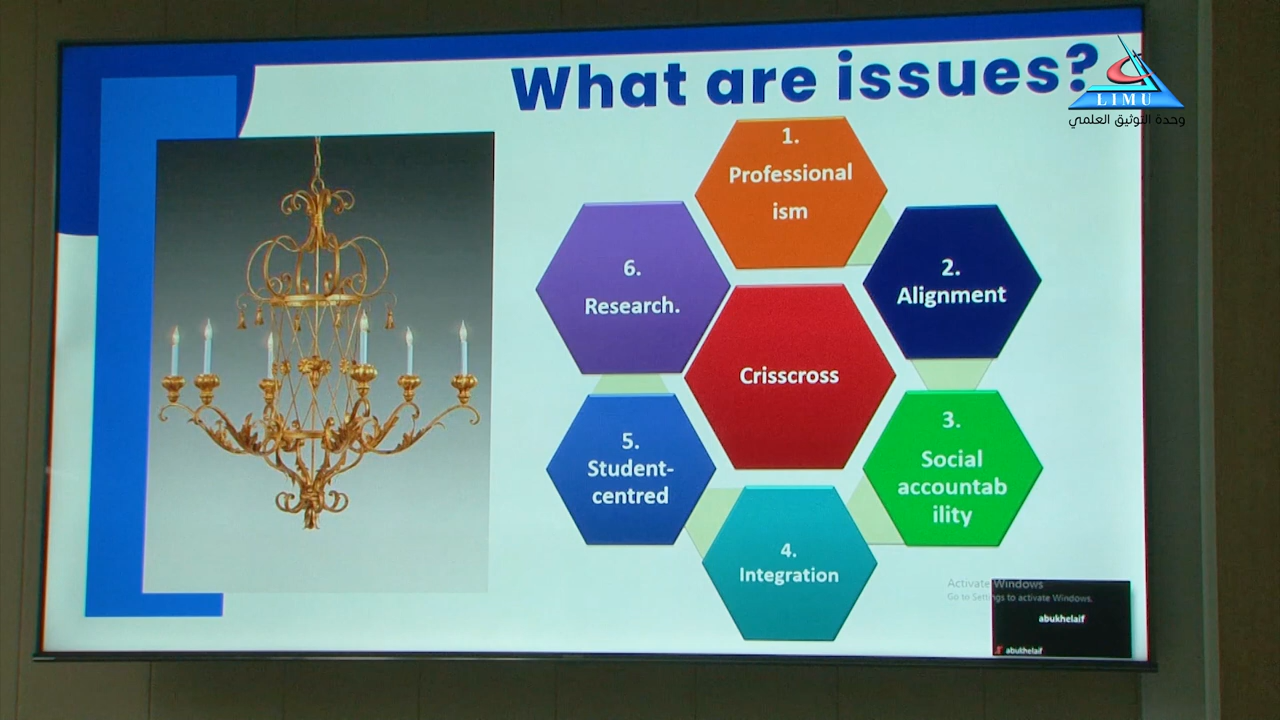 What are issues?
LIMU
وحدة التوثيق العلمي
1.
Professional
ism
2.
Alignment
3.
Social
accountab
ility
4.
Integration
5.
Student-
centred
6.
Research.
Crisscross
Activate Windows
Go to Settings to activate Windows.
abukhelaif
abukhelaif